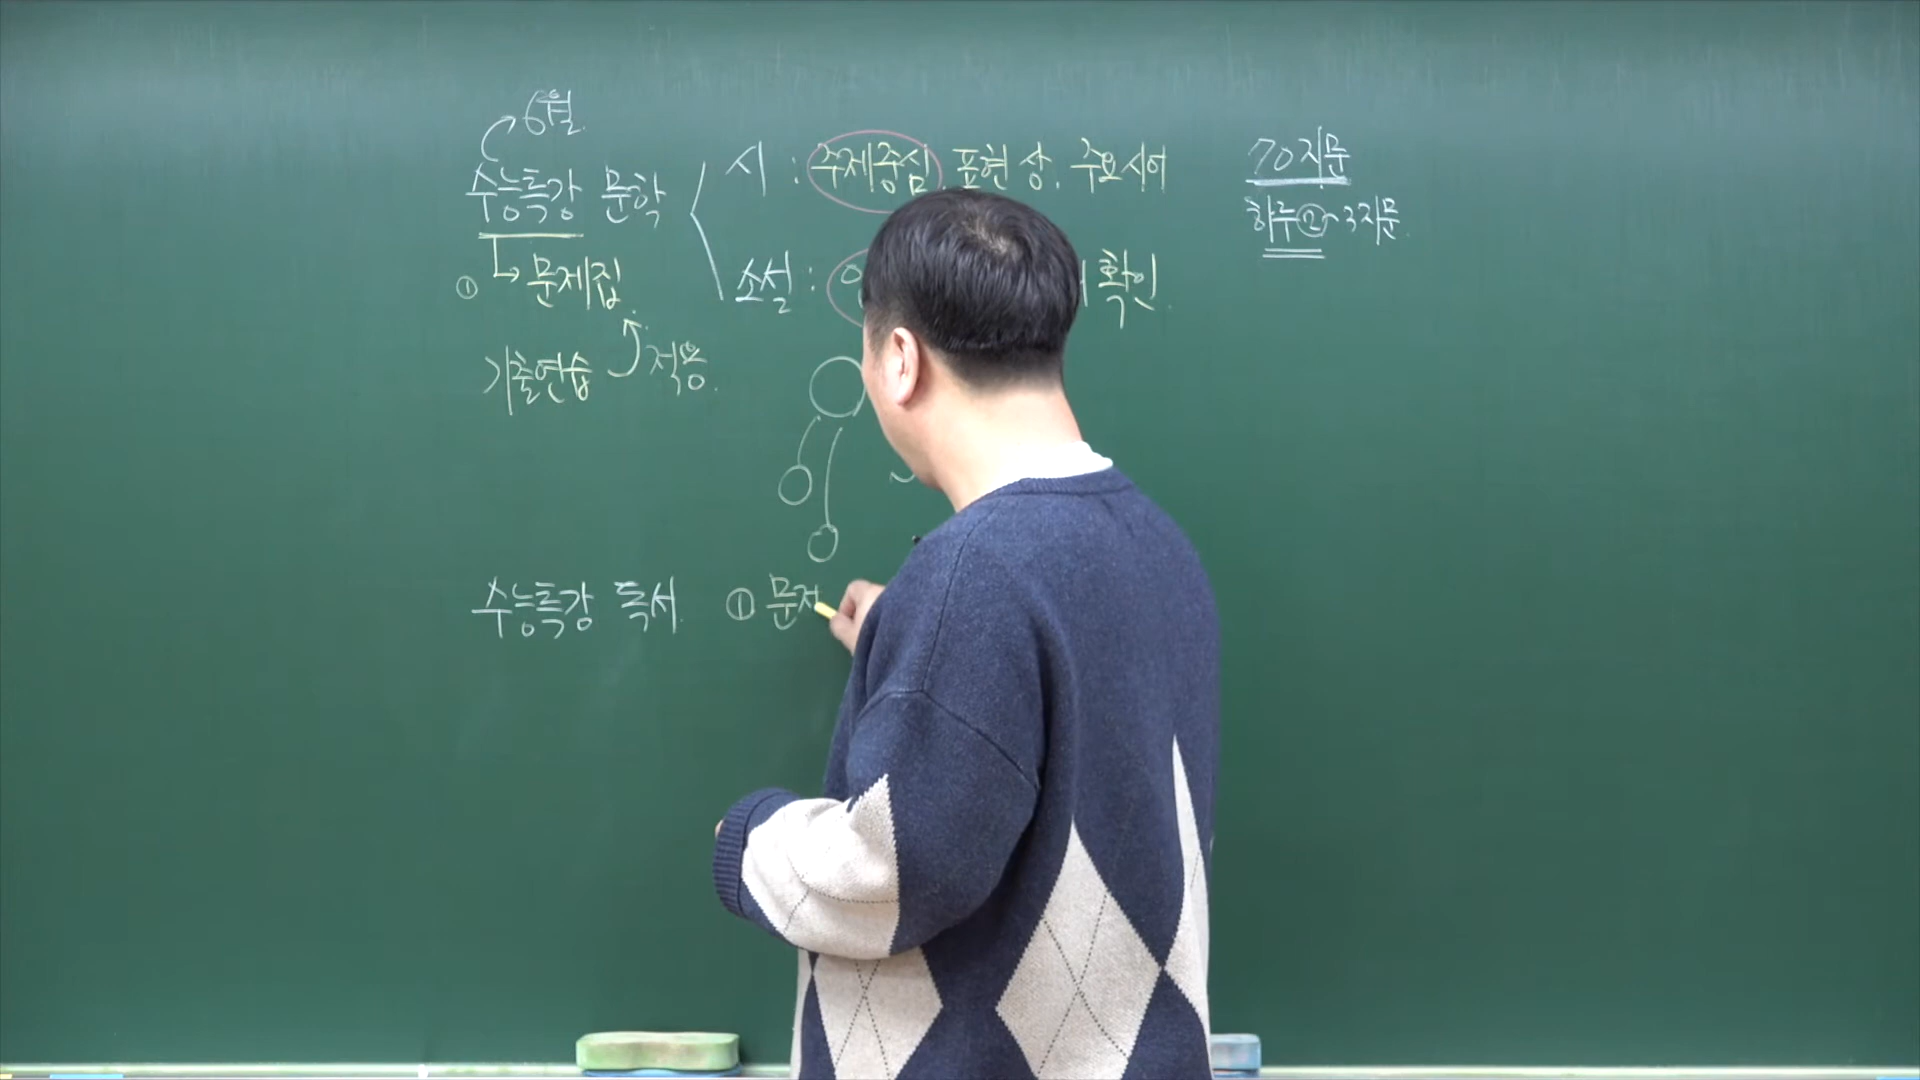 6월.
수능특강 문학
시 : 주제중심, 표현상, 주요시어
70지문
하루 ②~3지문.
① 문제집.
소설 :
확인.
기출연습
적용.
수능특강 독서. ① 문저